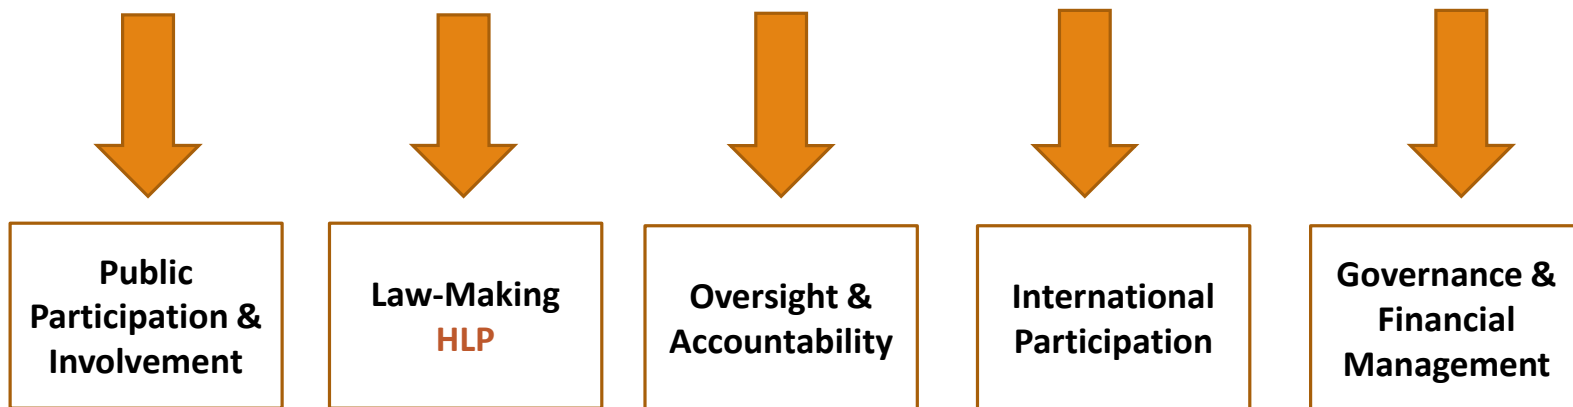 Public
Participation &
Involvement
Law-Making
HLP
Oversight &
Accountability
International
Participation
Governance &
Financial
Management